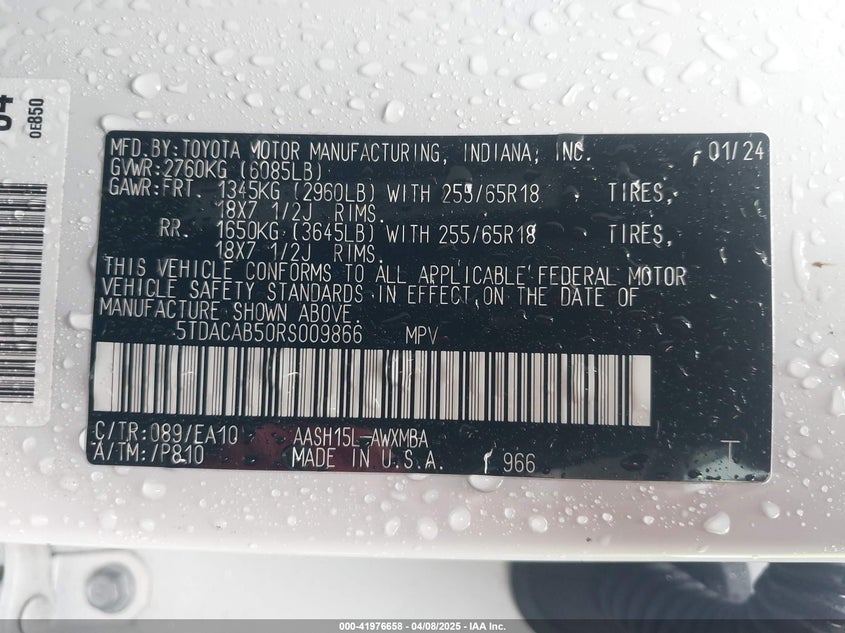 04
0E850
MFD.BY:TOYOTA MOTOR MANUFACTURING, INDIANA, INC. 01/24
GVWR:2760KG (6085LB)
GAWR:FRT. 1345KG (2960LB) WITH 255/65R18 TIRES,
18X7 1/2J RIMS.
RR. 1650KG (3645LB) WITH 255/65R18 TIRES,
18X7 1/2J RIMS.
THIS VEHICLE CONFORMS TO ALL APPLICABLE FEDERAL MOTOR
VEHICLE SAFETY STANDARDS IN EFFECT ON THE DATE OF
MANUFACTURE SHOWN ABOVE.
5TDACAB50RS009866 MPV
C/TR:089/EA10 AASH15L-AWXMBA
A/TM:/P810 MADE IN U.S.A. 966 T
000-41976658 | 04/08/2025 - IAA Inc.